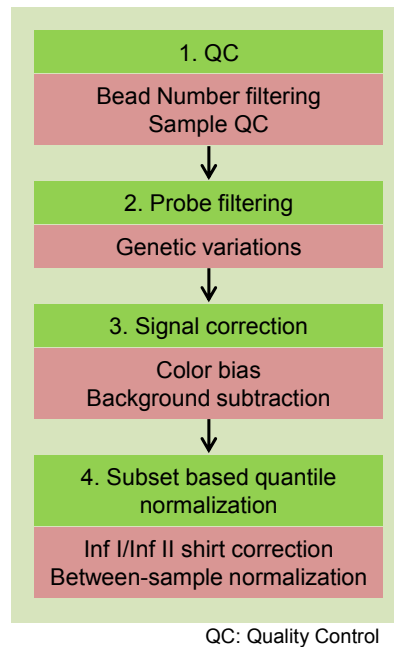 1. QC
Bead Number filtering
Sample QC
2. Probe filtering
Genetic variations
3. Signal correction
Color bias
Background subtraction
4. Subset based quantile
normalization
Inf I/Inf II shirt correction
Between-sample normalization
QC: Quality Control